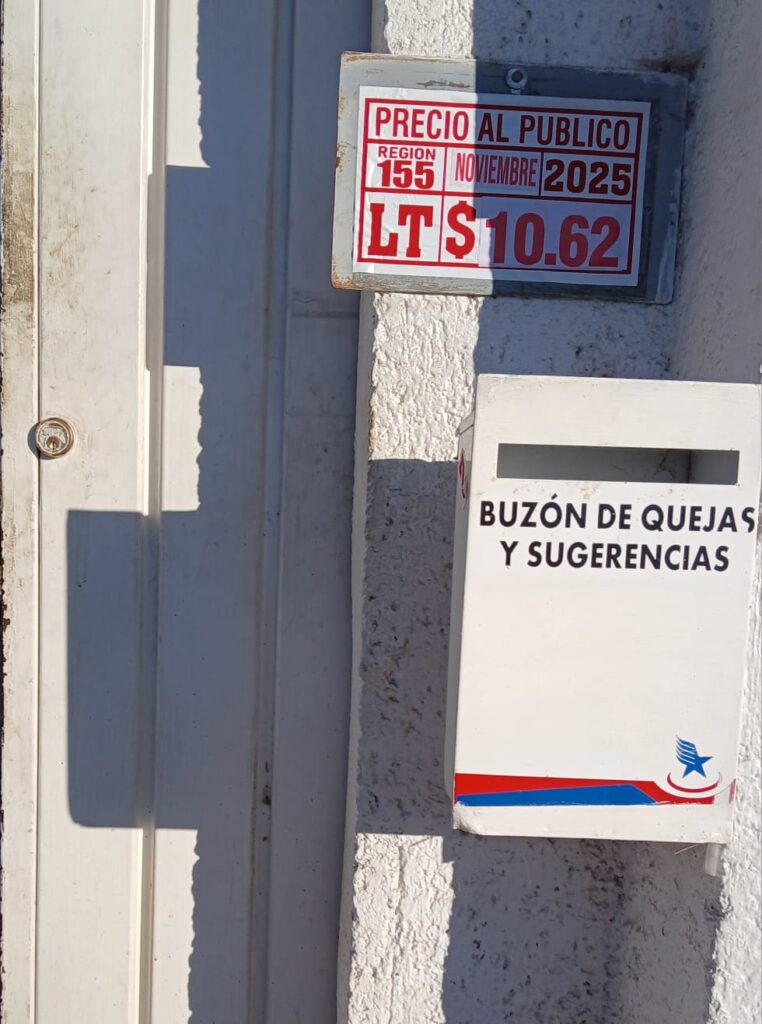 PRECIO AL PUBLICO
REGION 155 NOVIEMBRE 2025
LT $ 10.62
BUZÓN DE QUEJAS
Y SUGERENCIAS